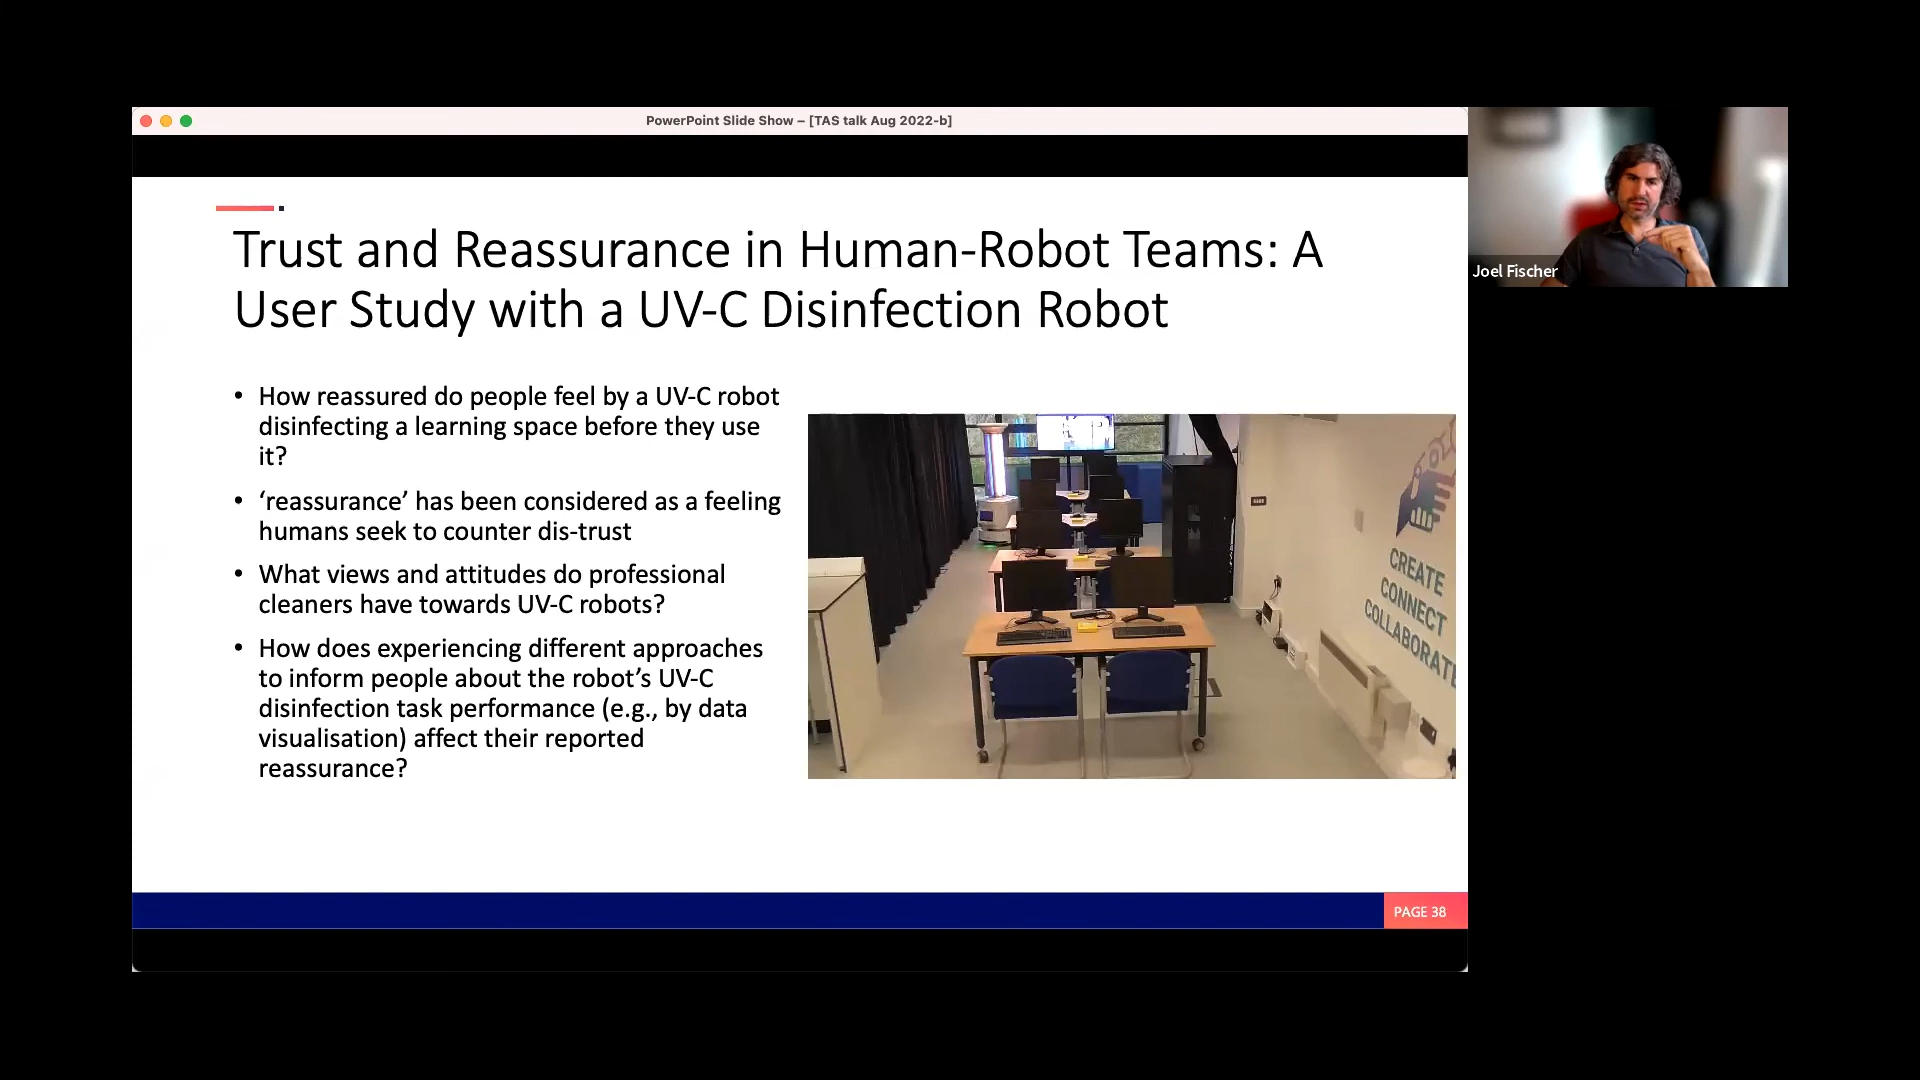 PowerPoint Slide Show – [TAS talk Aug 2022-b]
Trust and Reassurance in Human-Robot Teams: A
User Study with a UV-C Disinfection Robot
• How reassured do people feel by a UV-C robot
disinfecting a learning space before they use
it?
• ‘reassurance’ has been considered as a feeling
humans seek to counter dis-trust
• What views and attitudes do professional
cleaners have towards UV-C robots?
• How does experiencing different approaches
to inform people about the robot’s UV-C
disinfection task performance (e.g., by data
visualisation) affect their reported
reassurance?
CREATE
CONNECT
COLLABORATE
PAGE 38
Joel Fischer